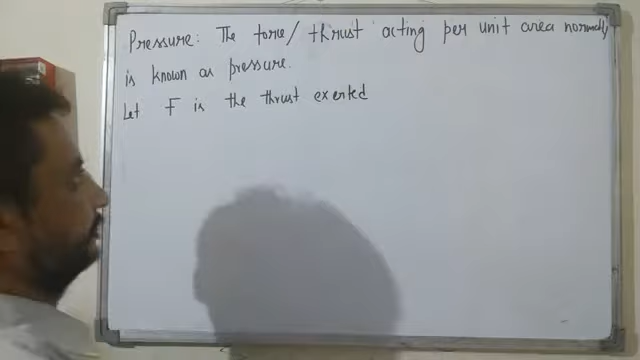 Pressure: The force/ thrust acting per unit area normally
is known as pressure.
Let F is the thrust exerted